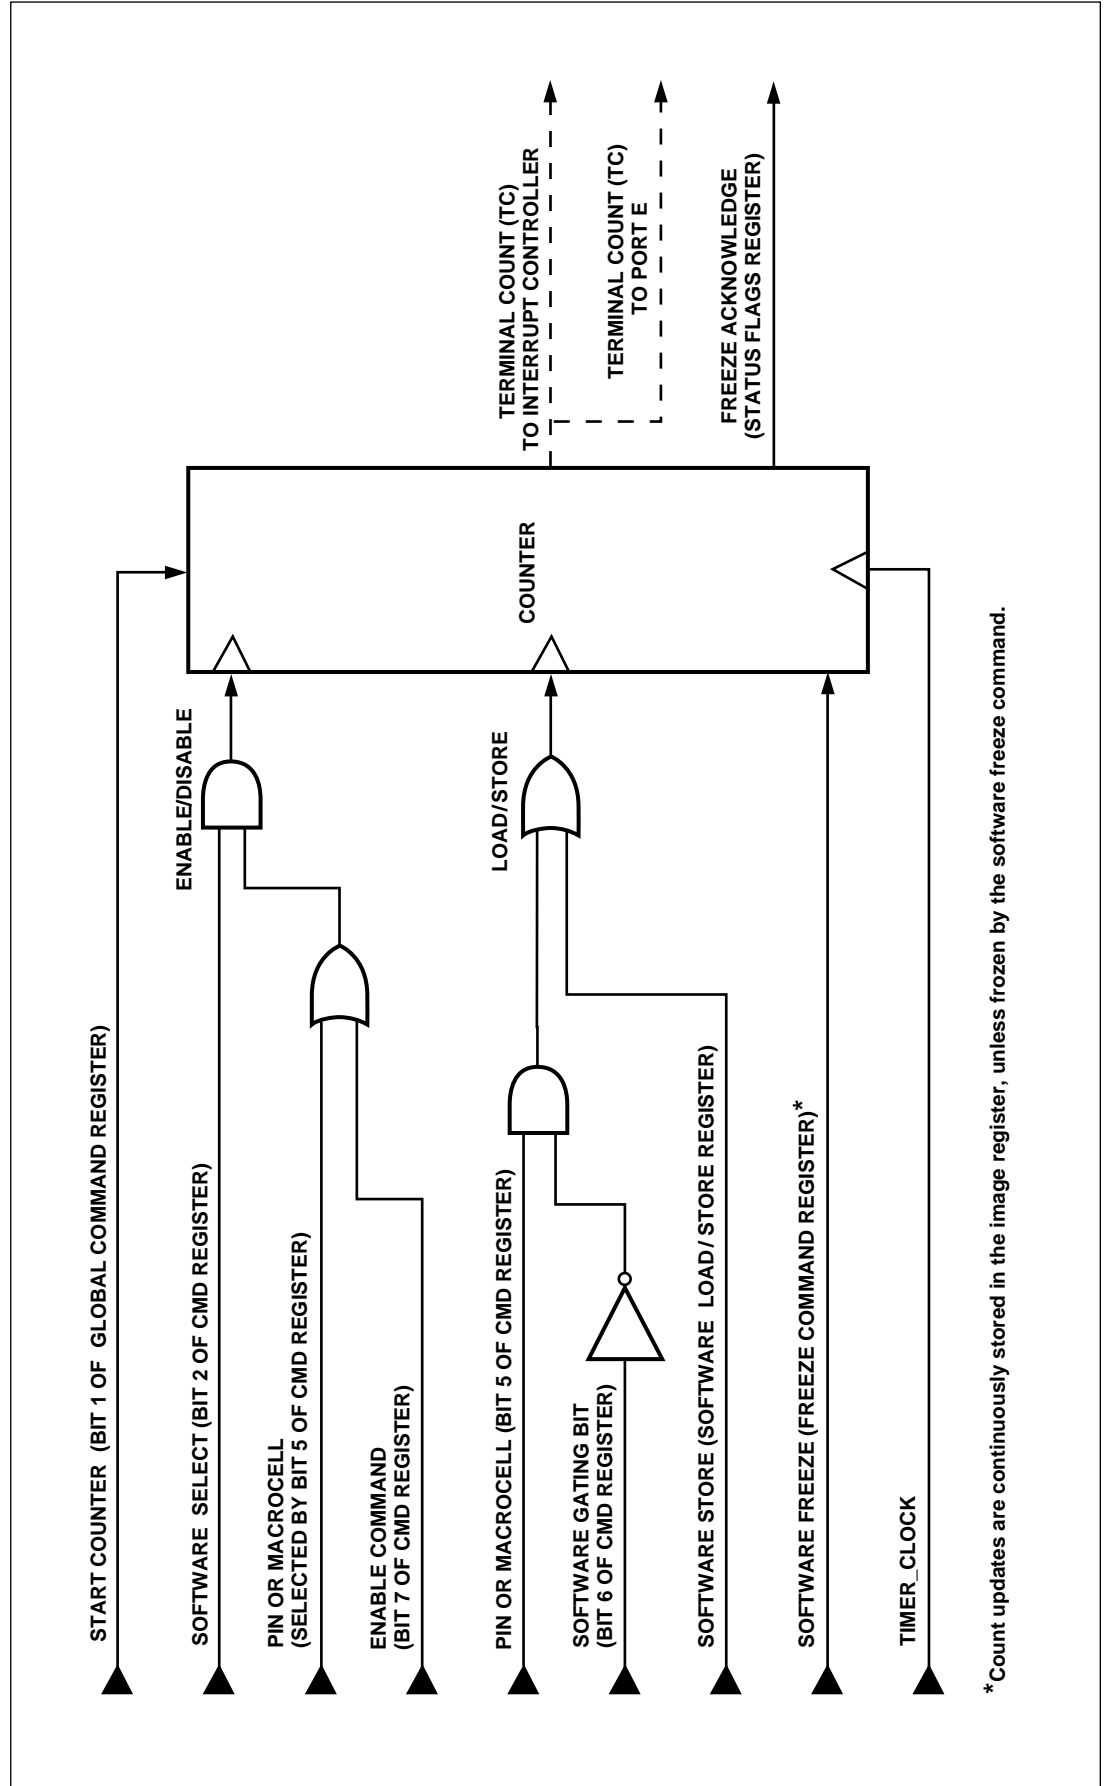 START COUNTER (BIT 1 OF GLOBAL COMMAND REGISTER)
SOFTWARE SELECT (BIT 2 OF CMD REGISTER)
PIN OR MACROCELL
(SELECTED BY BIT 5 OF CMD REGISTER)
ENABLE COMMAND
(BIT 7 OF CMD REGISTER)
PIN OR MACROCELL (BIT 5 OF CMD REGISTER)
SOFTWARE GATING BIT
(BIT 6 OF CMD REGISTER)
SOFTWARE STORE (SOFTWARE LOAD/ STORE REGISTER)
SOFTWARE FREEZE (FREEZE COMMAND REGISTER)*
TIMER_CLOCK
ENABLE/DISABLE
LOAD/STORE
COUNTER
TERMINAL COUNT (TC)
TO INTERRUPT CONTROLLER
TERMINAL COUNT (TC)
TO PORT E
FREEZE ACKNOWLEDGE
(STATUS FLAGS REGISTER)
*Count updates are continuously stored in the image register, unless frozen by the software freeze command.